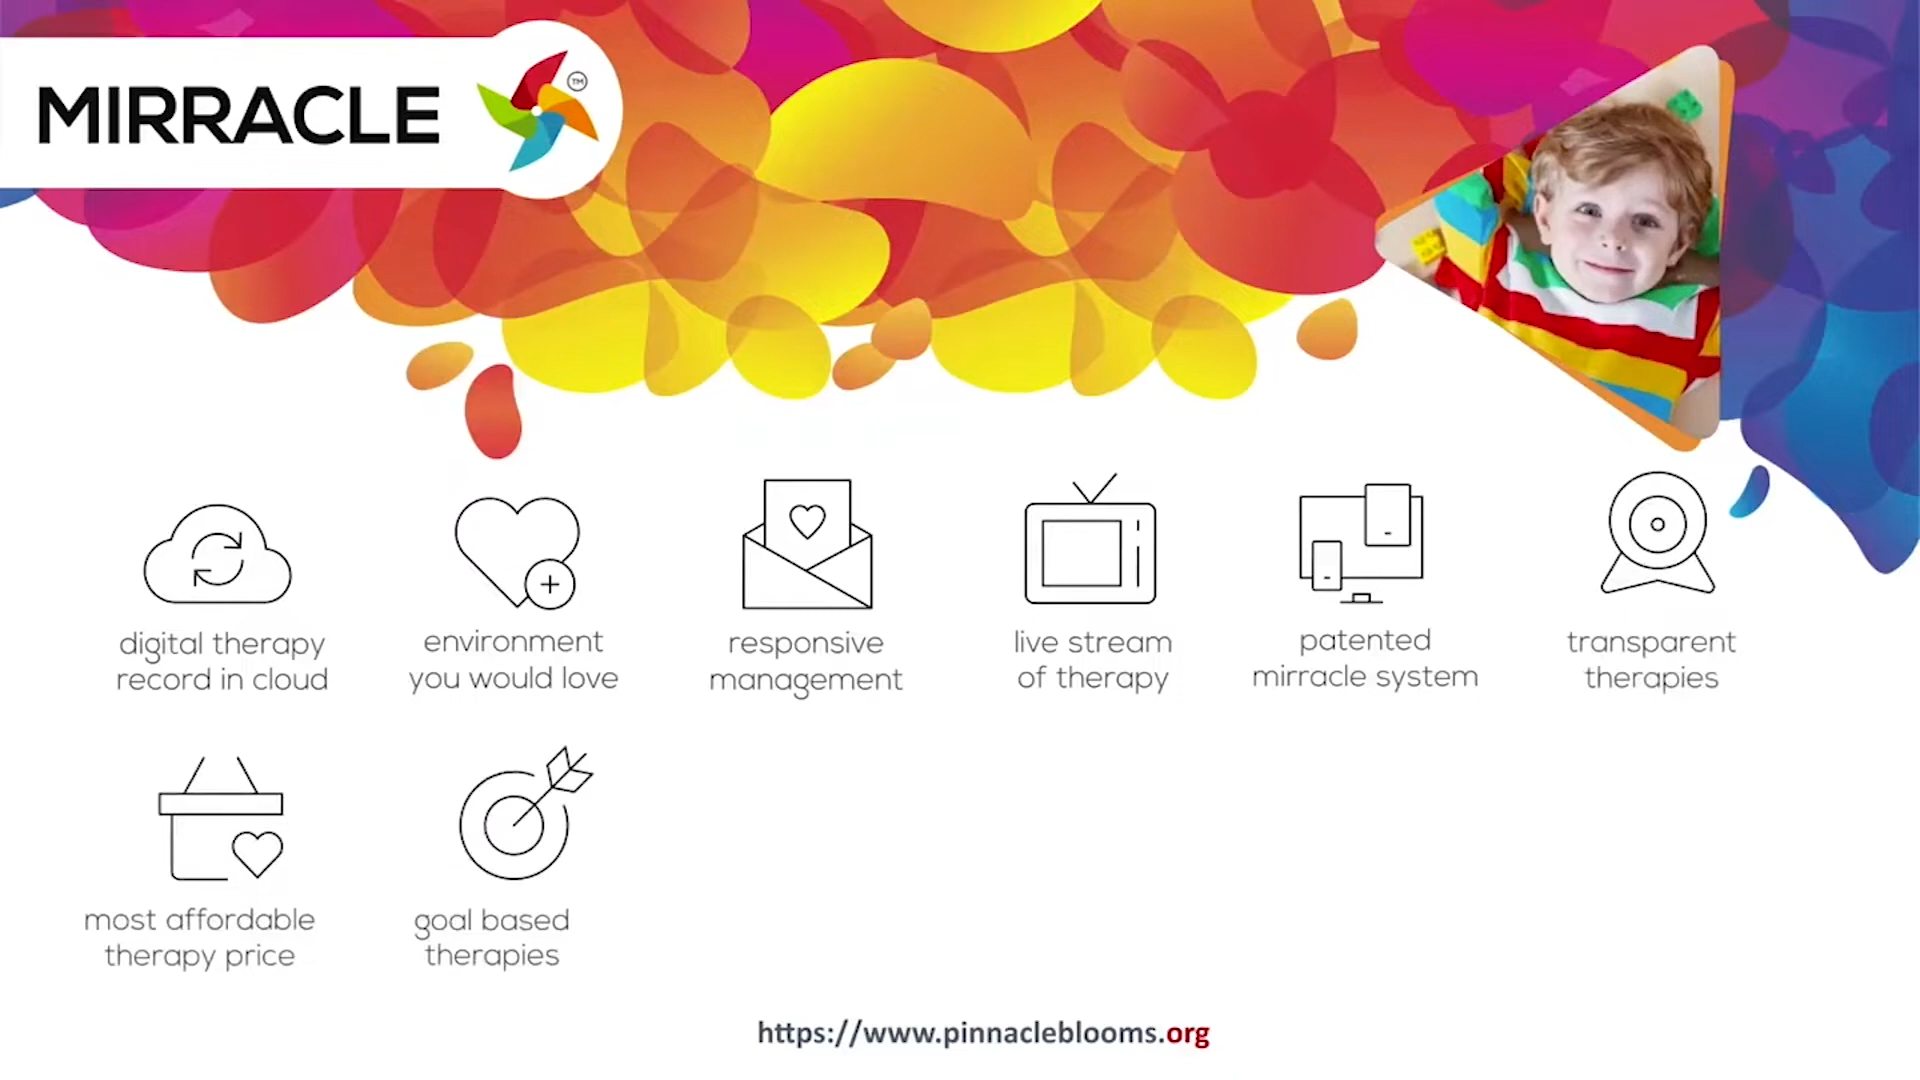 MIRRACLE
TM
digital therapy
record in cloud
environment
you would love
responsive
management
live stream
of therapy
patented
mirracle system
transparent
therapies
most affordable
therapy price
goal based
therapies
https://www.pinnacleblooms.org